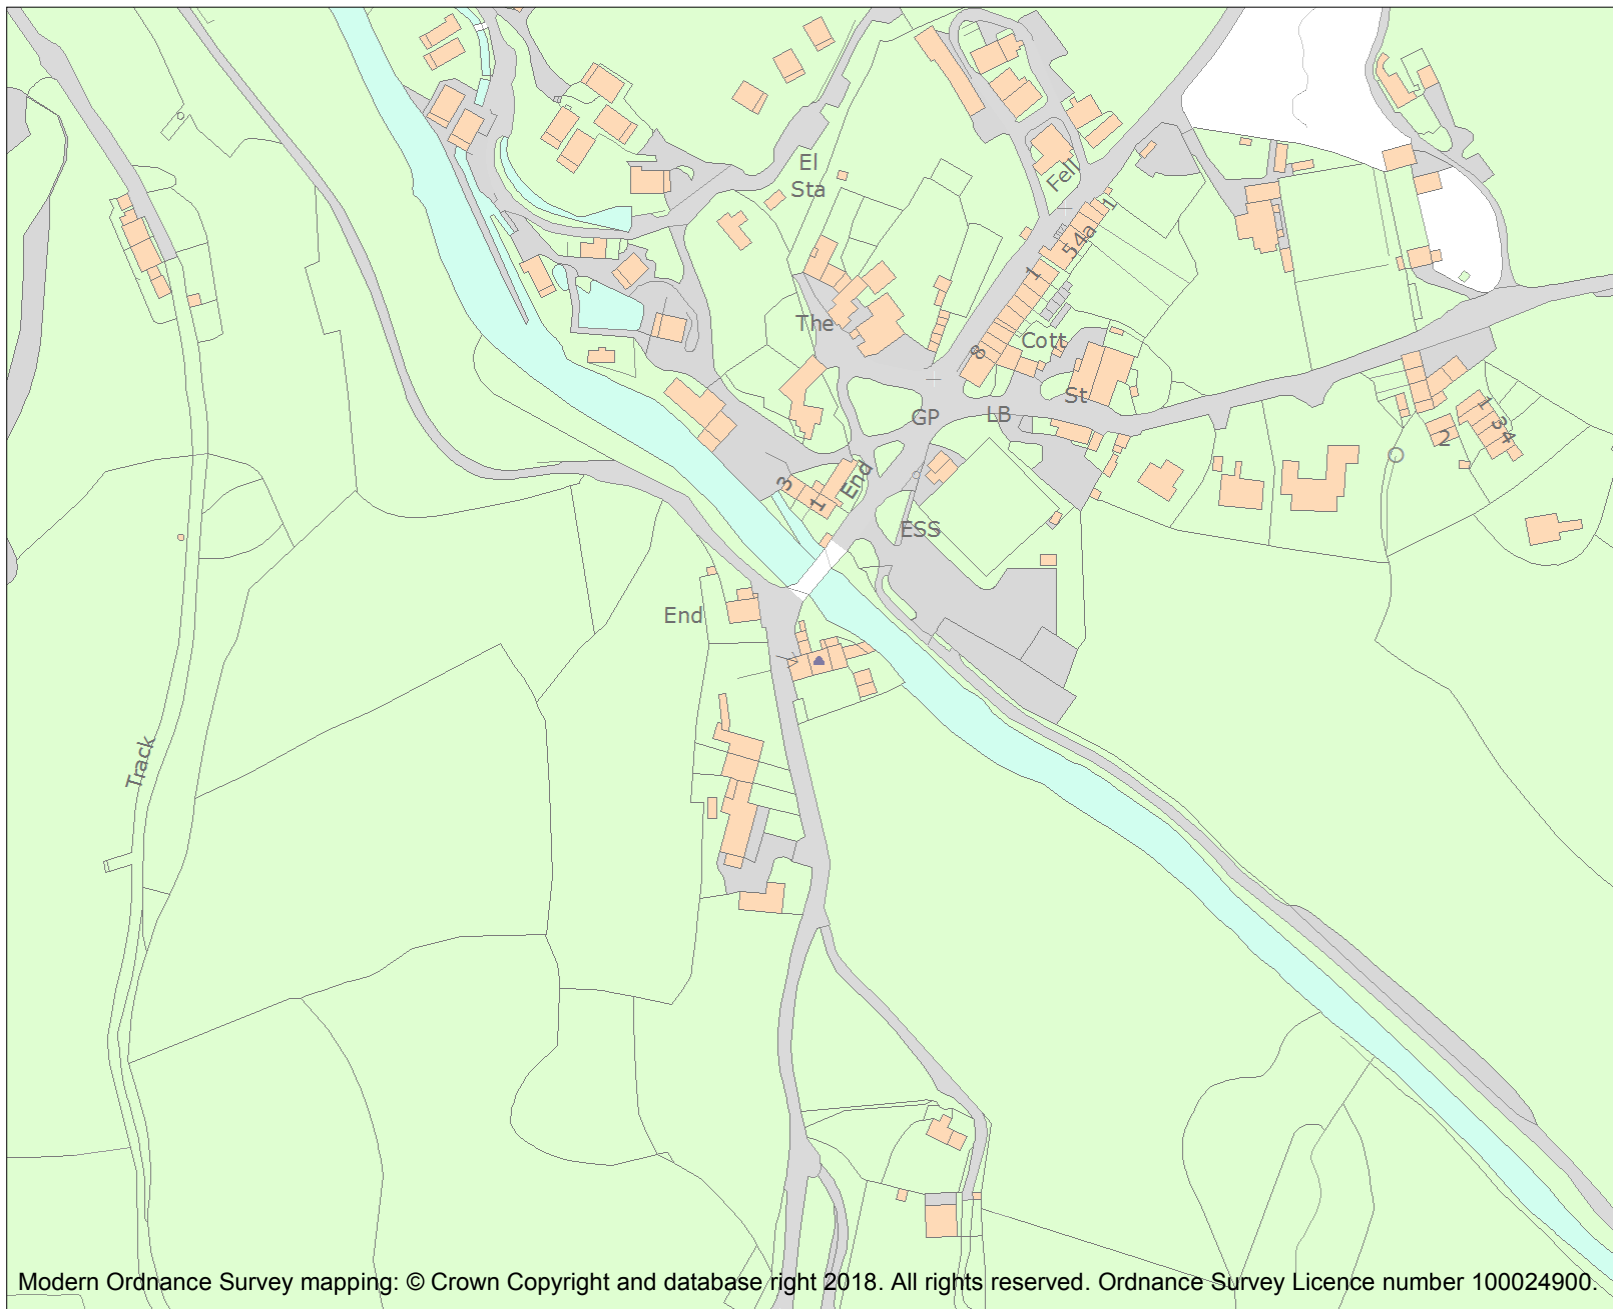 El
Sta
Fell
1
54a
1
The
Cott
8
St
GP
LB
1
34
2
3
1
End
ESS
End
Track
Modern Ordnance Survey mapping: © Crown Copyright and database right 2018. All rights reserved. Ordnance Survey Licence number 100024900.